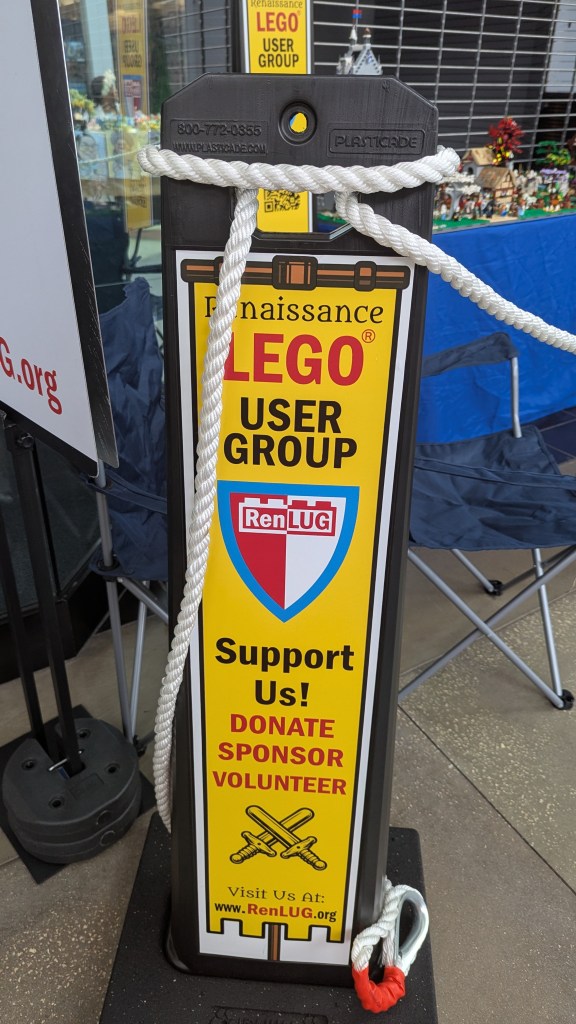 Renaissance
LEGO®
USER
GROUP
800-772-0355
WWW.PLASTICADE.COM
PLASTICADE
Renaissance
LEGO®
USER
GROUP
RenLUG
Support
Us!
DONATE
SPONSOR
VOLUNTEER
Visit Us At:
www.RenLUG.org
G.org